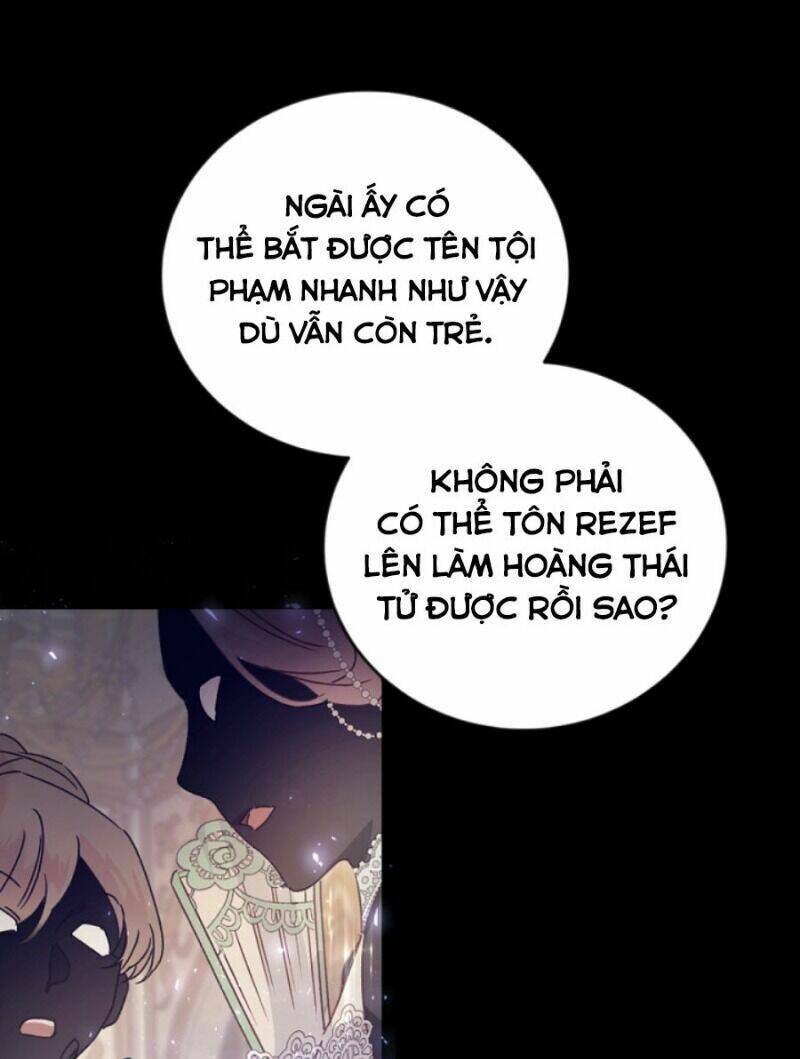 NGÀI ẤY CÓ
THỂ BẮT ĐƯỢC TÊN TỘI
PHẠM NHANH NHƯ VẬY
DÙ VẪN CÒN TRẺ.
KHÔNG PHẢI
CÓ THỂ TÔN REZEF
LÊN LÀM HOÀNG THÁI
TỬ ĐƯỢC RỒI SAO?